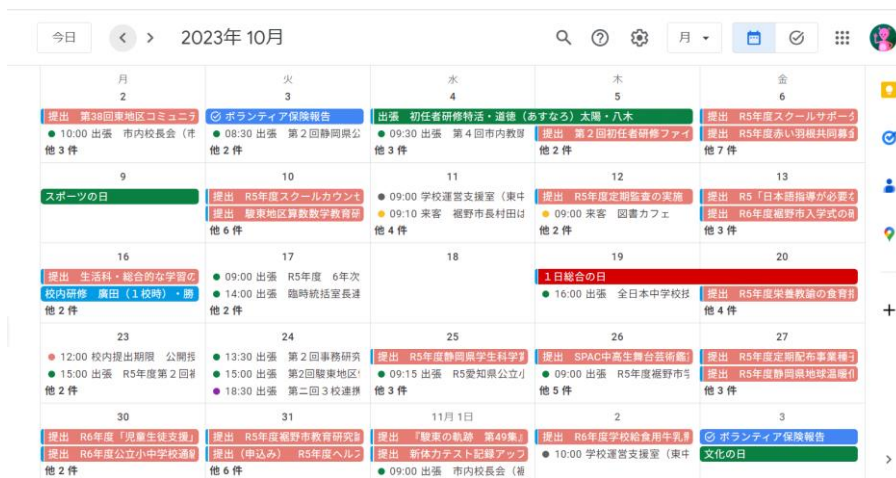 今日
2023年 10月
月
月 火 水 木 金
2 3 4 5 6
提出 第38回東地区コミュニテ
ボランティア保険報告
出張 初任者研修特活・道徳（あすなろ）太陽・八木
提出 R5年度スクールサポータ
10:00 出張 市内校長会（市
08:30 出張 第２回静岡県公
09:30 出張 第４回市内教頭
提出 第２回初任者研修ファイ
提出 R5年度赤い羽根共同募金
他 3 件
他 2 件
他 3 件
他 2 件
他 7 件
9 10 11 12 13
スポーツの日
提出 R5年度スクールカウンセ
09:00 学校運営支援室（東中
提出 R5年度定期監査の実施
提出 R5「日本語指導が必要な
提出 駿東地区算数数学教育研
09:10 来客 裾野市長村田は
09:00 来客 図書カフェ
提出 R6年度裾野市入学式の
他 6 件
他 4 件
他 2 件
他 3 件
16 17 18 19 20
提出 生活科・総合的な学習の
09:00 出張 R5年度 6年次
１日総合の日
校内研修 廣田（１校時）・勝
14:00 出張 臨時統括室長連
16:00 出張 全日本中学校技
提出 R5年度栄養教諭の食育指
他 2 件
他 2 件
他 4 件
23 24 25 26 27
12:00 校内提出期限 公開授
13:30 出張 第２回事務研究
提出 R5年度静岡県学生科学賞
提出 SPAC中高生舞台芸術鑑
提出 R5年度定期配布事業種子
15:00 出張 R5年度第２回裾
15:00 出張 第2回駿東地区
09:15 出張 R5愛知県公立小
09:00 出張 R5年度裾野市学
提出 R5年度静岡県地球温暖化
他 2 件
18:30 出張 第二回３校連携
他 3 件
他 5 件
他 3 件
30 31 11月 1日 2 3
提出 R6年度「児童生徒支援」
提出 R5年度裾野市教育研究
提出 『駿東の軌跡 第49集』
提出 R6年度学校給食用牛乳
ボランティア保険報告
提出 R6年度公立小中学校通級
提出（申込み） R5年度ヘルス
提出 新体力テスト記録アップ
10:00 学校運営支援室（東中
文化の日
他 2 件
他 6 件
09:00 出張 市内校長会（裾